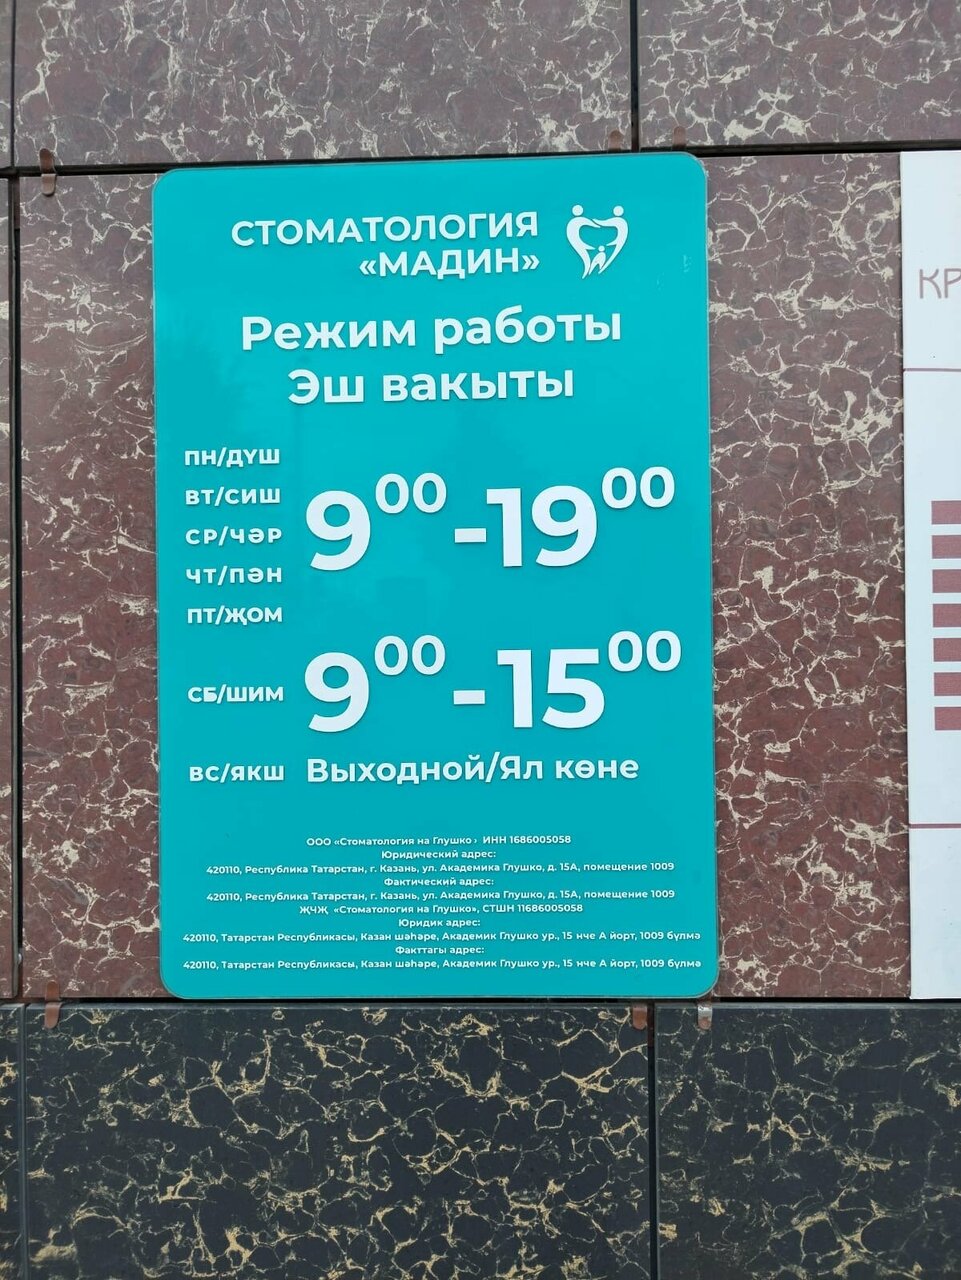 СТОМАТОЛОГИЯ
«МАДИН»
Режим работы
Эш вакыты
ПН/ДҮШ
ВТ/СИШ
СР/ЧӘР
ЧТ/ПӘН
ПТ/ҖОМ
9⁰⁰-19⁰⁰
СБ/ШИМ 9⁰⁰-15⁰⁰
ВС/ЯКШ Выходной/Ял көне
ООО «Стоматология на Глушко› ИНН 1686005058
Юридический адрес:
420110, Республика Татарстан, г. Казань, ул. Академика Глушко, д. 15А, помещение 1009
Фактический адрес:
420110, Республика Татарстан, г. Казань, ул. Академика Глушко, д. 15А, помещение 1009
ҖЧҖ «Стоматология на Глушко», СТШН 11686005058
Юридик адрес:
420110, Татарстан Республикасы, Казан шәһәре, Академик Глушко ур., 15 нче А йорт, 1009 бүлмә
Факттагы адрес:
420110, Татарстан Республикасы, Казан шәһәре, Академик Глушко ур., 15 нче А йорт, 1009 бүлмә
КР